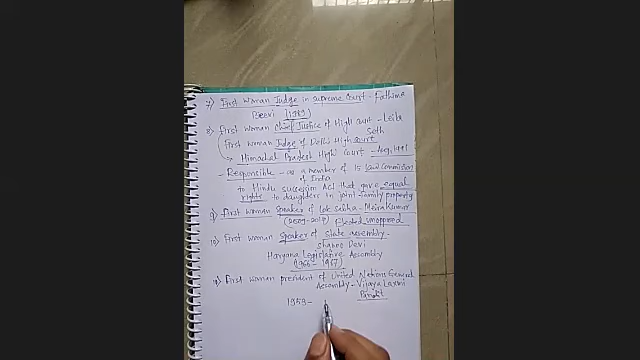 7) First woman Judge in supreme Court - Fathima
Beevi (1989)
8) First woman Chief Justice of High Court - Leila
Seth
First woman Judge of Delhi High Court
→ Himachal Pradesh High Court - Aug, 1991
- Responsible - as a member of 15 Law Commision
of India
to Hindu succession Act that gave equal
rights to daughters in joint-family property
9) First woman speaker of Lok sabha - Meira Kumar
(2009-2014) Elected unopposed
10) First woman speaker of state assembly -
Shanno Devi
Haryana Legislative Assembly
(1966-1967)
First woman president of United Nations General
Assembly - Vijaya Laxmi
Pandit
1953 -